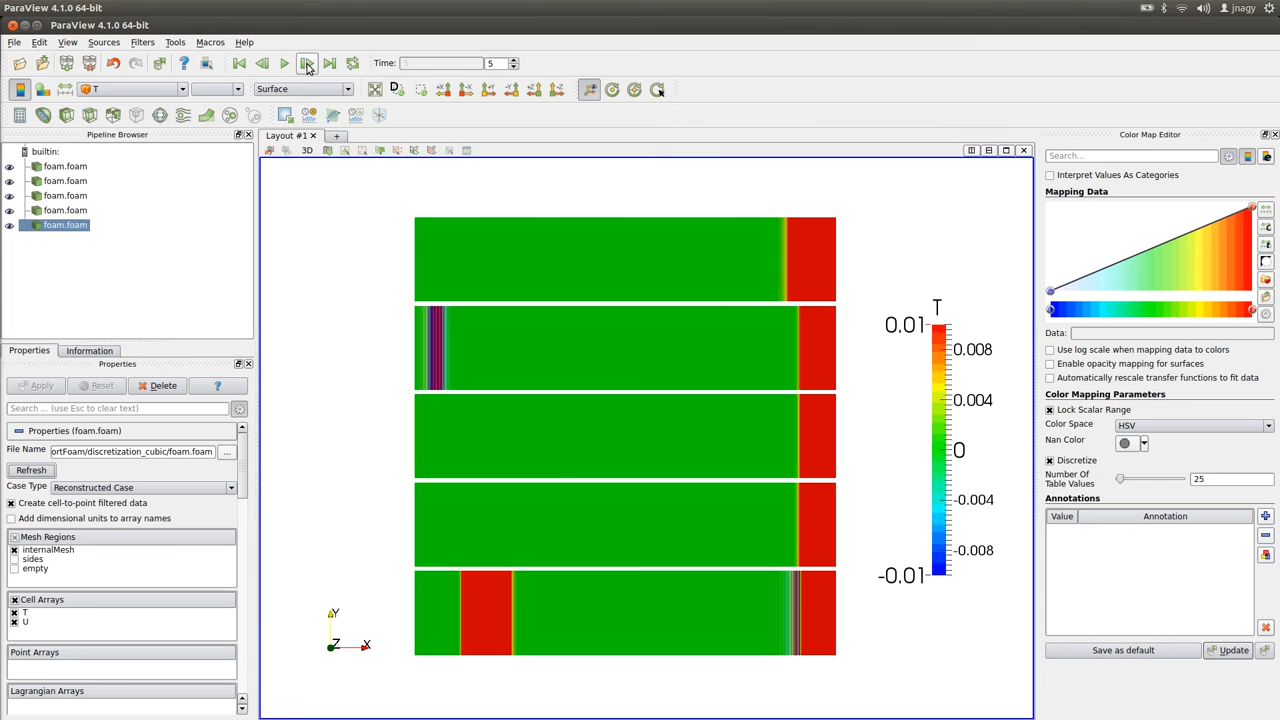 ParaView 4.1.0 64-bit
jnagy
ParaView 4.1.0 64-bit
File Edit View Sources Filters Tools Macros Help
Time: 5
T Surface
+X -X +Y -Y +Z -Z
Pipeline Browser
builtin:
foam.foam
foam.foam
foam.foam
foam.foam
foam.foam
Properties Information
Properties
Apply Reset Delete ?
Search ... (use Esc to clear text)
Properties (foam.foam)
File Name ortFoam/discretization_cubic/foam.foam ...
Refresh
Case Type Reconstructed Case
Create cell-to-point filtered data
Add dimensional units to array names
Mesh Regions
internalMesh
sides
empty
Cell Arrays
T
U
Point Arrays
Lagrangian Arrays
Layout #1
3D
T
0.01
0.008
0.004
0
-0.004
-0.008
-0.01
Y
Z X
Color Map Editor
Search...
Interpret Values As Categories
Mapping Data
Data:
Use log scale when mapping data to colors
Enable opacity mapping for surfaces
Automatically rescale transfer functions to fit data
Color Mapping Parameters
Lock Scalar Range
Color Space HSV
Nan Color
Discretize
Number Of
Table Values 25
Annotations
Value Annotation
Save as default Update